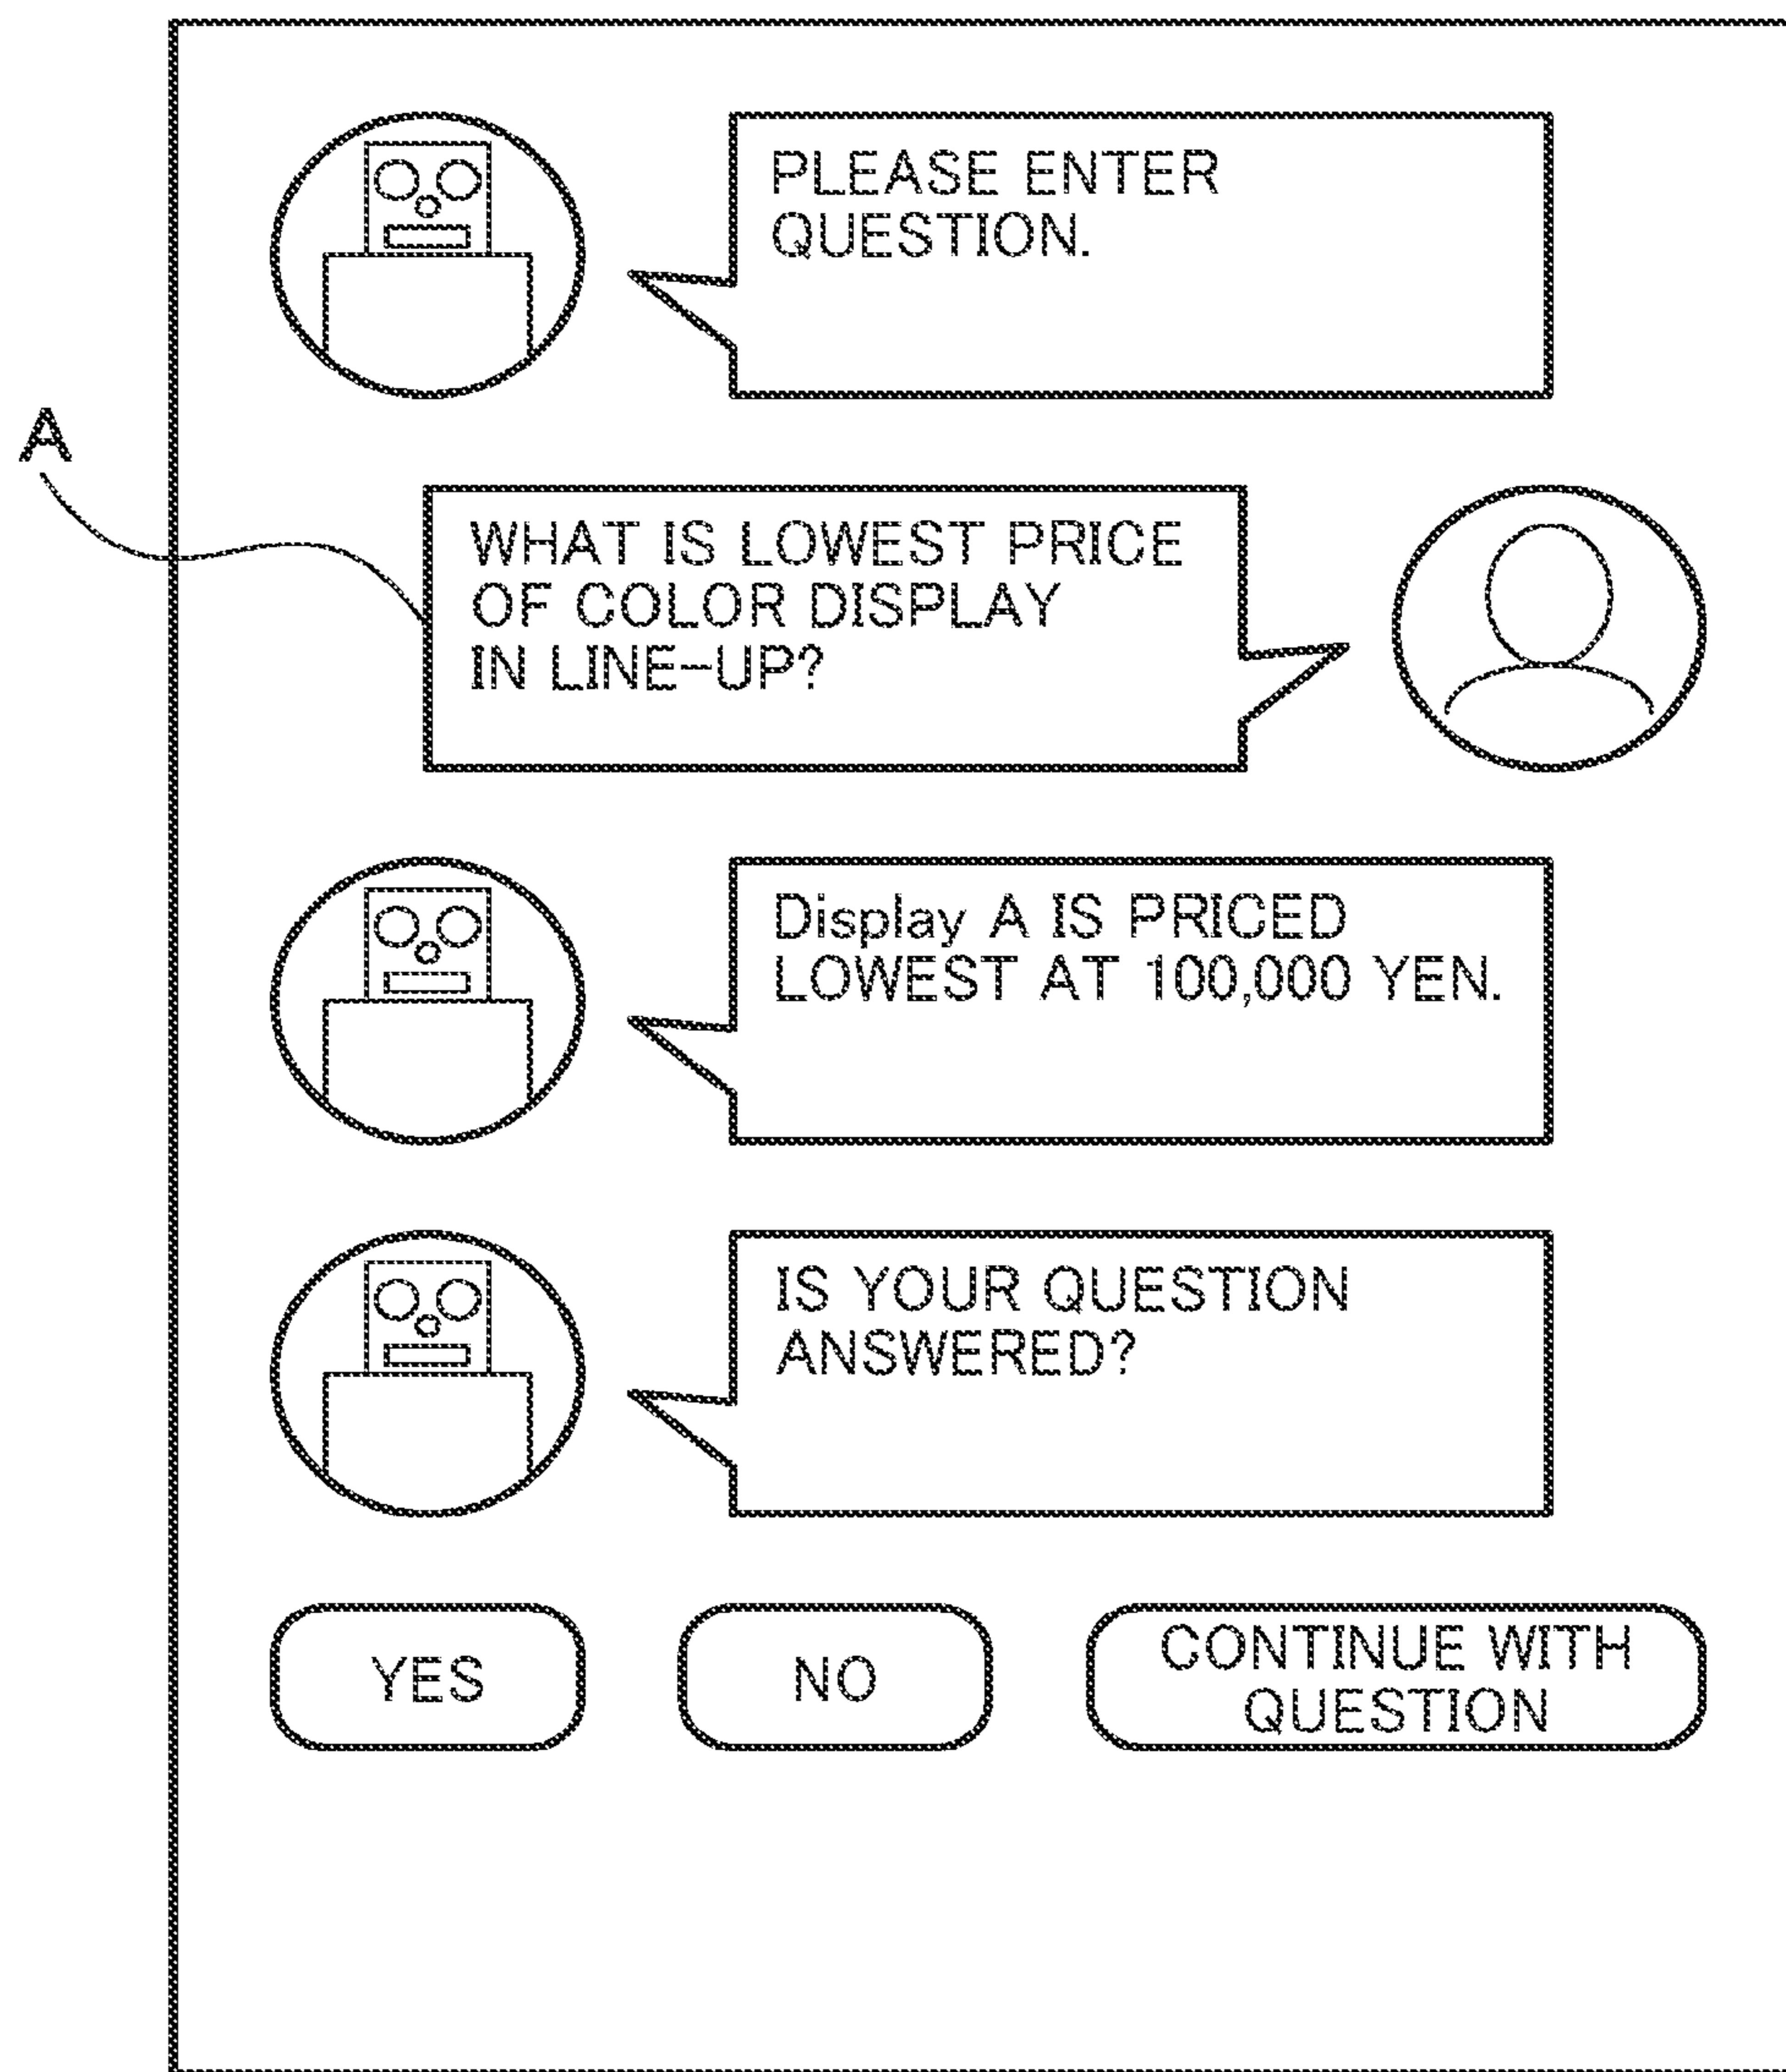 PLEASE ENTER
QUESTION.
A
WHAT IS LOWEST PRICE
OF COLOR DISPLAY
IN LINE-UP?
Display A IS PRICED
LOWEST AT 100,000 YEN.
IS YOUR QUESTION
ANSWERED?
YES
NO
CONTINUE WITH
QUESTION